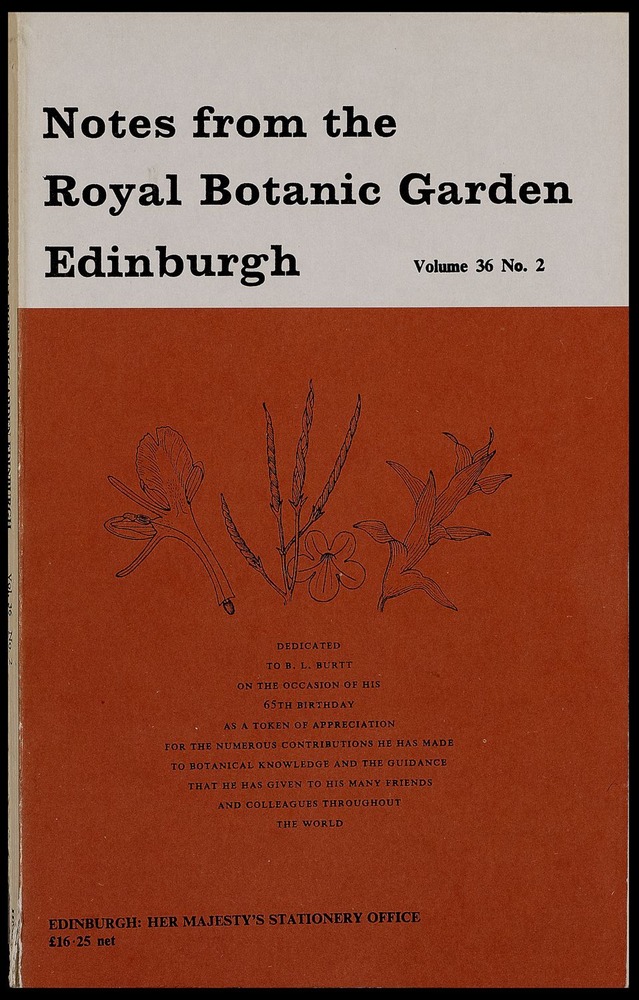 Notes from the
Royal Botanic Garden
Edinburgh
Volume 36 No. 2
DEDICATED
TO B. L. BURTT
ON THE OCCASION OF HIS
65TH BIRTHDAY
AS A TOKEN OF APPRECIATION
FOR THE NUMEROUS CONTRIBUTIONS HE HAS MADE
TO BOTANICAL KNOWLEDGE AND THE GUIDANCE
THAT HE HAS GIVEN TO HIS MANY FRIENDS
AND COLLEAGUES THROUGHOUT
THE WORLD
EDINBURGH: HER MAJESTY'S STATIONERY OFFICE
£16·25 net